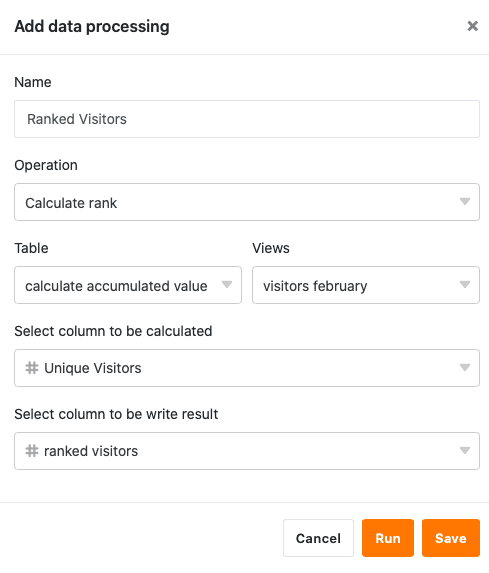 Add data processing
Name
Ranked Visitors
Operation
Calculate rank
Table Views
calculate accumulated value visitors february
Select column to be calculated
Unique Visitors
Select column to be write result
ranked visitors
Cancel Run Save